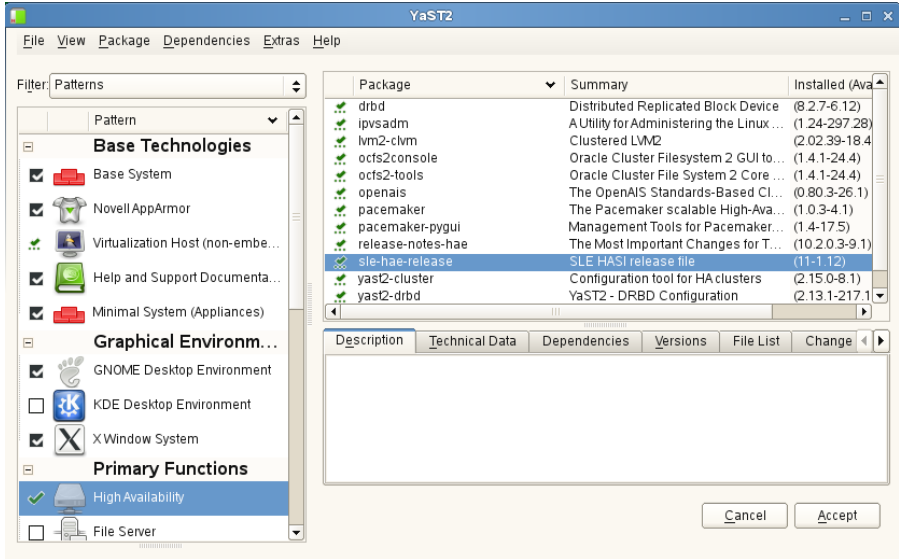 YaST2
File View Package Dependencies Extras Help
Filter: Patterns
Pattern
Base Technologies
Base System
Novell AppArmor
Virtualization Host (non-embe...
Help and Support Documenta...
Minimal System (Appliances)
Graphical Environm...
GNOME Desktop Environment
KDE Desktop Environment
X Window System
Primary Functions
High Availability
File Server
Package Summary Installed (Ava
drbd Distributed Replicated Block Device (8.2.7-6.12)
ipvsadm A Utility for Administering the Linux ... (1.24-297.28)
lvm2-clvm Clustered LVM2 (2.02.39-18.4
ocfs2console Oracle Cluster Filesystem 2 GUI to... (1.4.1-24.4)
ocfs2-tools Oracle Cluster File System 2 Core ... (1.4.1-24.4)
openais The OpenAIS Standards-Based Cl... (0.80.3-26.1)
pacemaker The Pacemaker scalable High-Ava... (1.0.3-4.1)
pacemaker-pygui Management Tools for Pacemaker... (1.4-17.5)
release-notes-hae The Most Important Changes for T... (10.2.0.3-9.1)
sle-hae-release SLE HASI release file (11-1.12)
yast2-cluster Configuration tool for HA clusters (2.15.0-8.1)
yast2-drbd YaST2 - DRBD Configuration (2.13.1-217.1
Description Technical Data Dependencies Versions File List Change
Cancel Accept